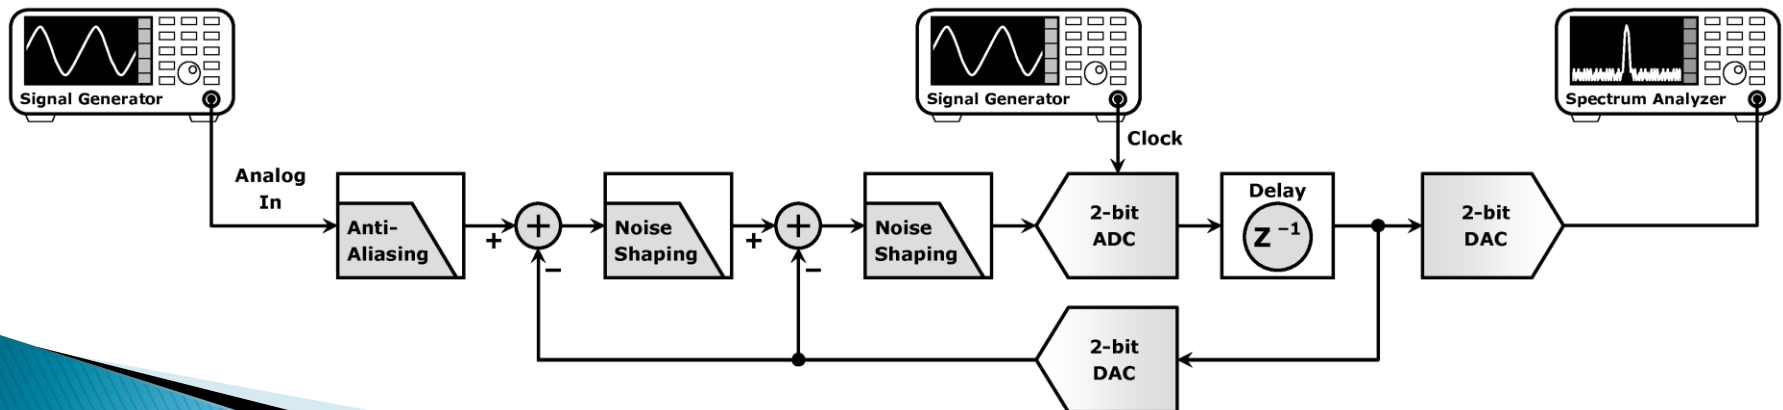 Signal Generator
Signal Generator
Spectrum Analyzer
Clock
Analog
In
Anti-
Aliasing
+
+
−
Noise
Shaping
+
+
−
Noise
Shaping
2-bit
ADC
Delay
z⁻¹
2-bit
DAC
2-bit
DAC